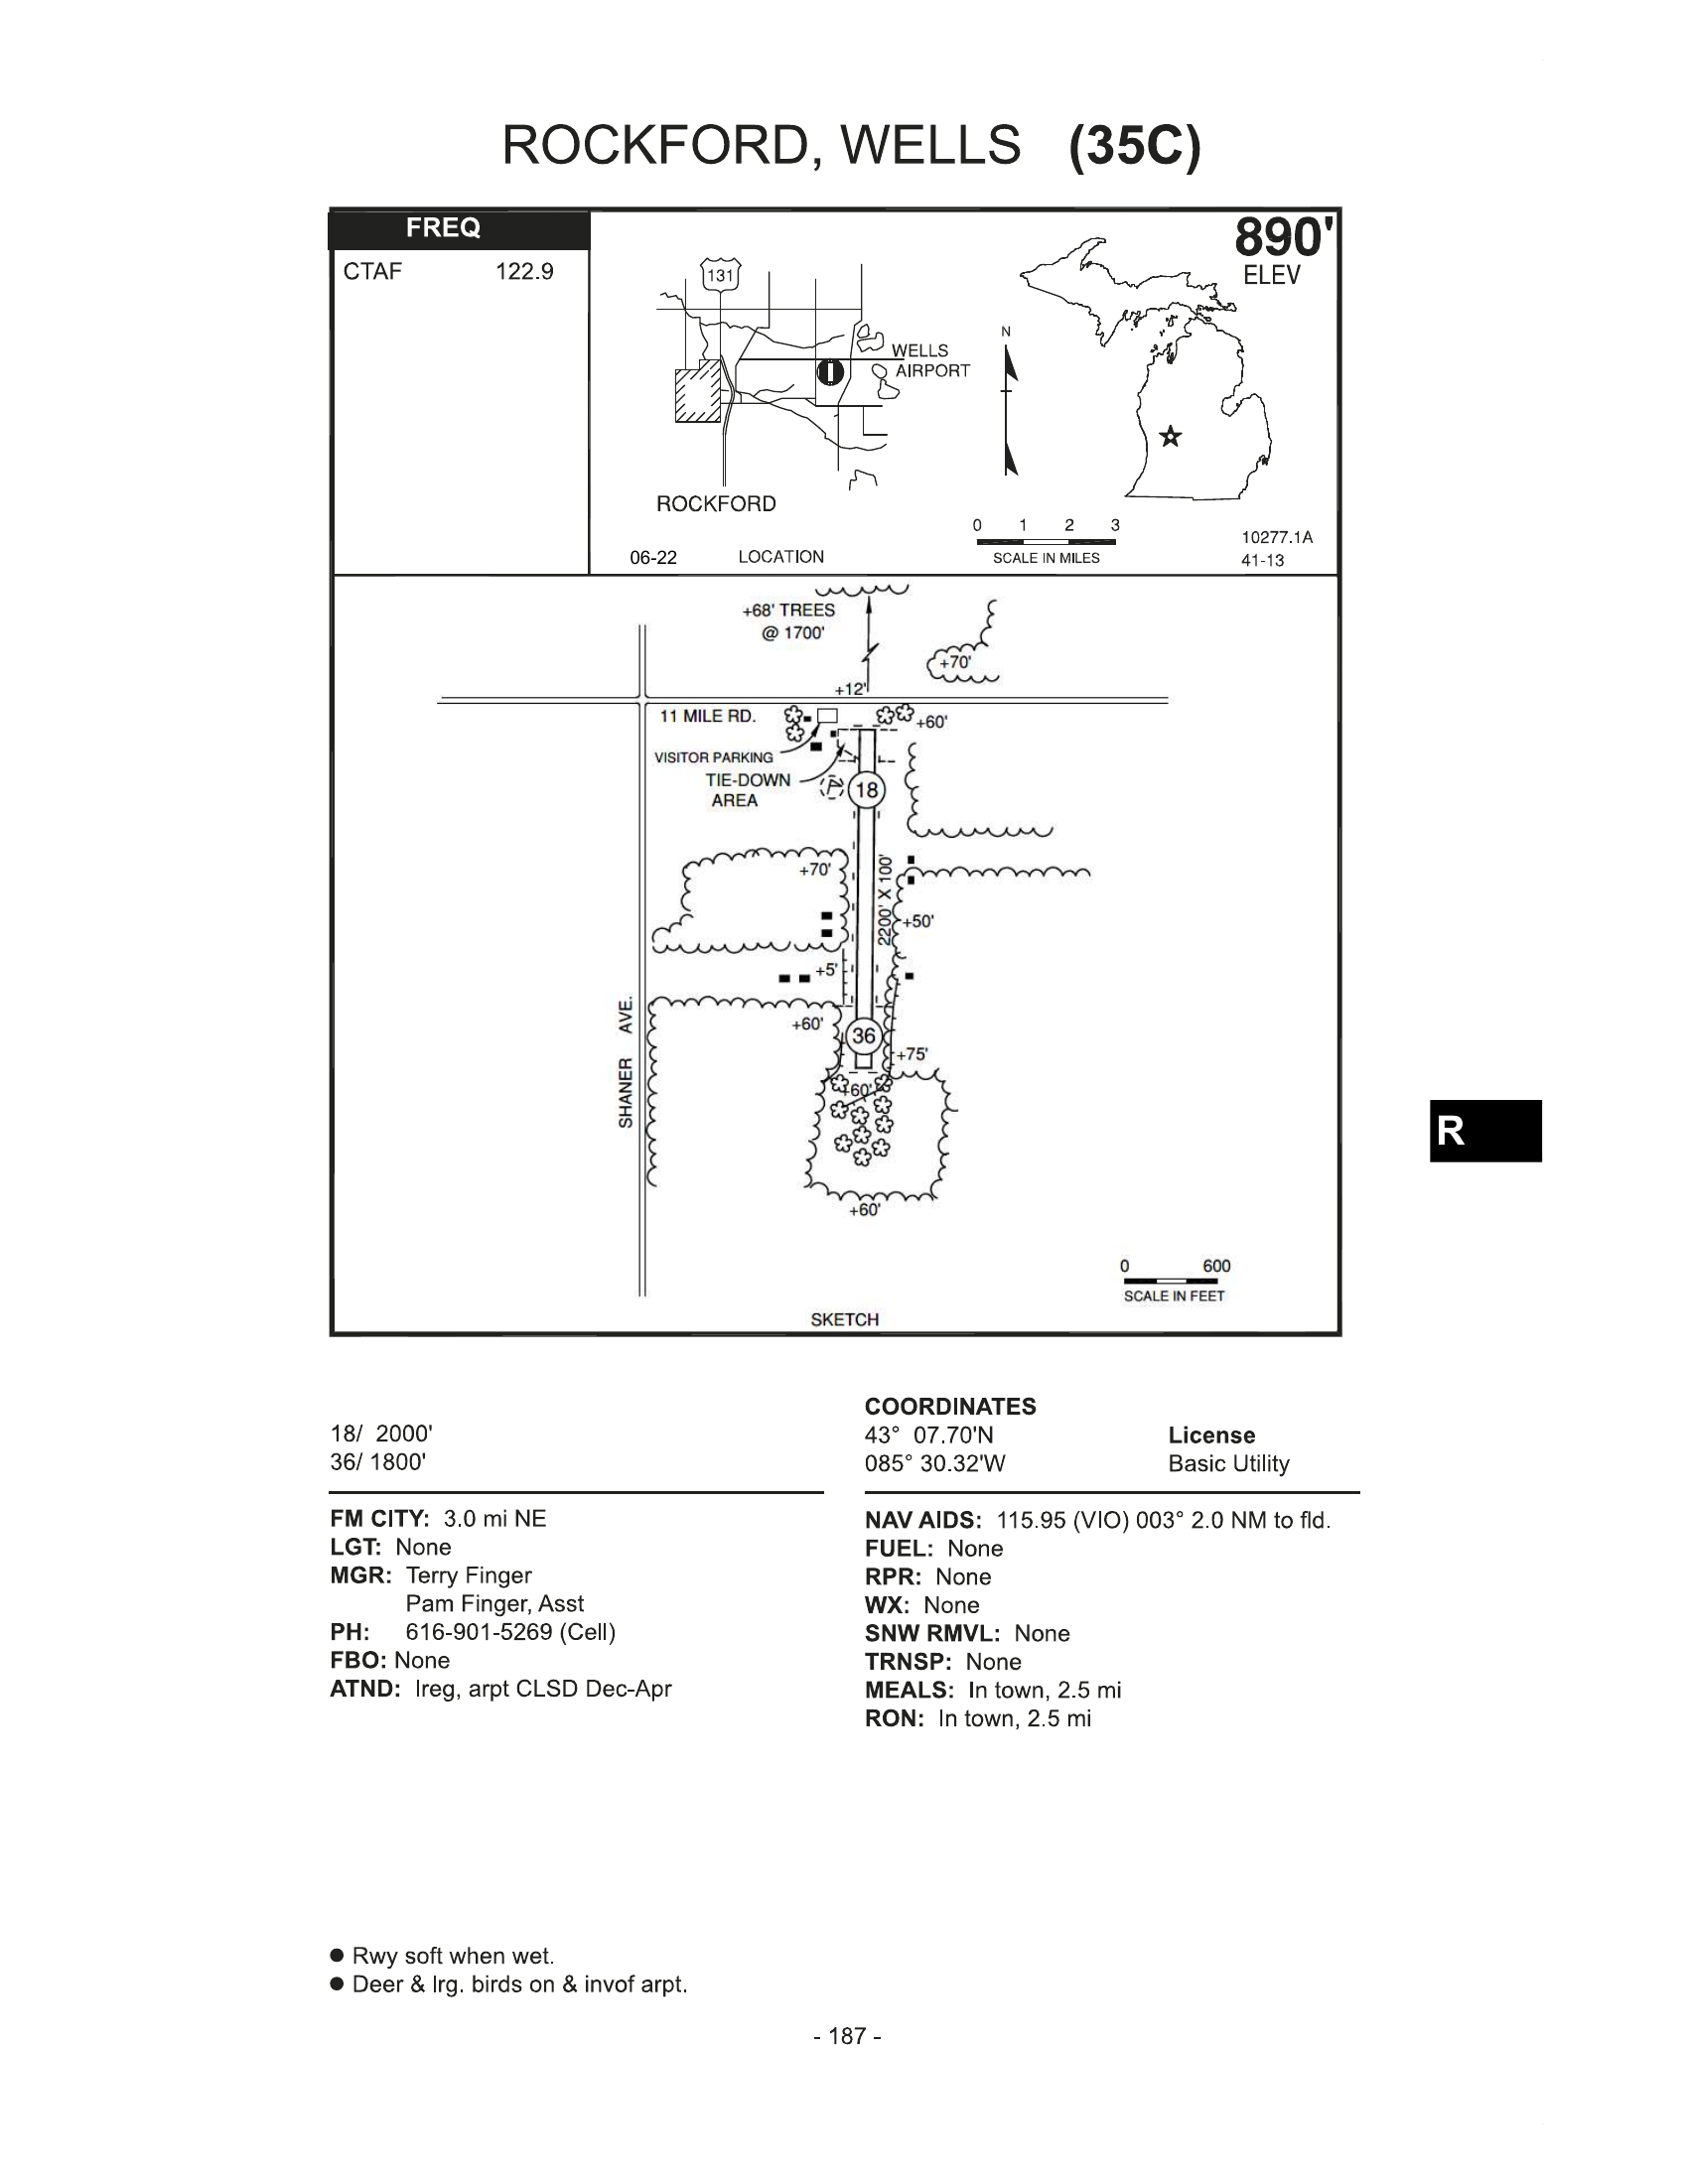 ROCKFORD, WELLS (35C)
FREQ
CTAF 122.9
890'
ELEV
131
WELLS
AIRPORT
N
ROCKFORD
0 1 2 3
SCALE IN MILES
06-22 LOCATION
10277.1A
41-13
+68' TREES
@ 1700'
+70'
+12'
11 MILE RD.
+60'
VISITOR PARKING
TIE-DOWN
AREA
18
+70'
2200' X 100'
+50'
+5'
+60'
36
+75'
SHANER AVE.
+60'
+60'
0 600
SCALE IN FEET
SKETCH
R
18/ 2000'
36/ 1800'
COORDINATES
43° 07.70'N
085° 30.32'W
License
Basic Utility
FM CITY: 3.0 mi NE
LGT: None
MGR: Terry Finger
Pam Finger, Asst
PH: 616-901-5269 (Cell)
FBO: None
ATND: Ireg, arpt CLSD Dec-Apr
NAV AIDS: 115.95 (VIO) 003° 2.0 NM to fld.
FUEL: None
RPR: None
WX: None
SNW RMVL: None
TRNSP: None
MEALS: In town, 2.5 mi
RON: In town, 2.5 mi
● Rwy soft when wet.
● Deer & lrg. birds on & invof arpt.
- 187 -